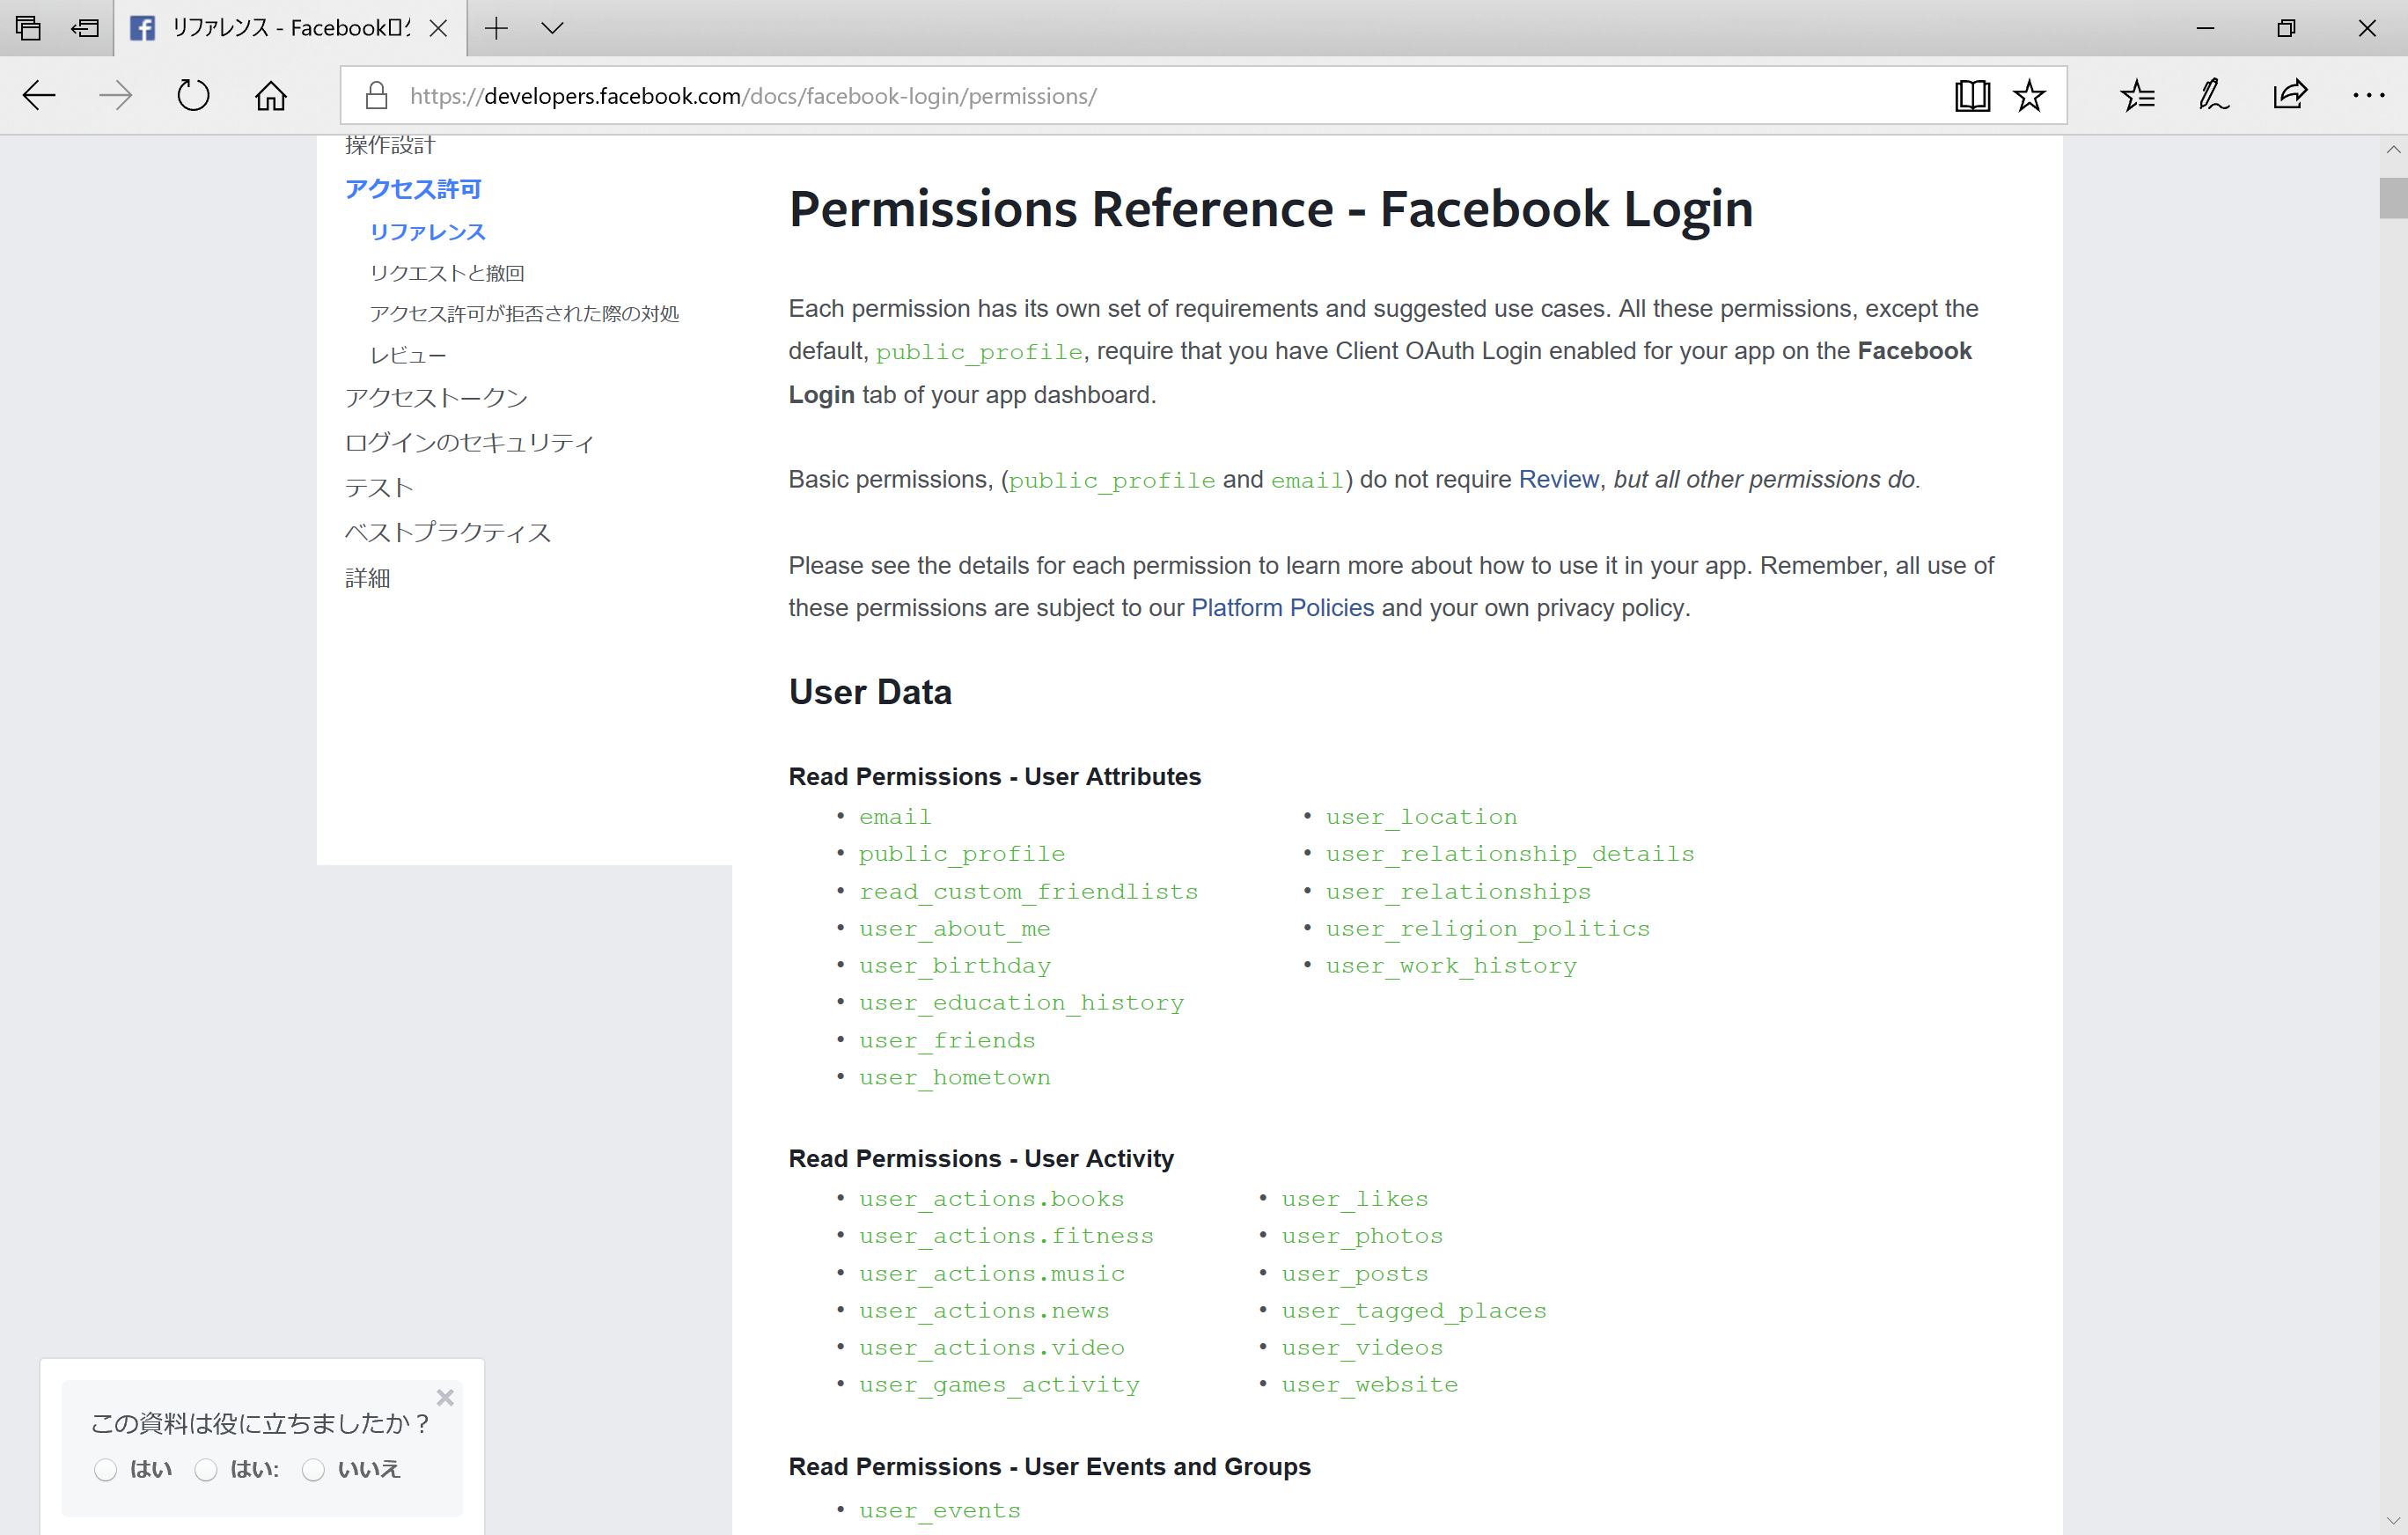 リファレンス - Facebookログ
https://developers.facebook.com/docs/facebook-login/permissions/
操作設計
アクセス許可
リファレンス
リクエストと撤回
アクセス許可が拒否された際の対処
レビュー
アクセストークン
ログインのセキュリティ
テスト
ベストプラクティス
詳細
Permissions Reference - Facebook Login
Each permission has its own set of requirements and suggested use cases. All these permissions, except the
default, public_profile, require that you have Client OAuth Login enabled for your app on the Facebook
Login tab of your app dashboard.
Basic permissions, (public_profile and email) do not require Review, but all other permissions do.
Please see the details for each permission to learn more about how to use it in your app. Remember, all use of
these permissions are subject to our Platform Policies and your own privacy policy.
User Data
Read Permissions - User Attributes
• email
• public_profile
• read_custom_friendlists
• user_about_me
• user_birthday
• user_education_history
• user_friends
• user_hometown
• user_location
• user_relationship_details
• user_relationships
• user_religion_politics
• user_work_history
Read Permissions - User Activity
• user_actions.books
• user_actions.fitness
• user_actions.music
• user_actions.news
• user_actions.video
• user_games_activity
• user_likes
• user_photos
• user_posts
• user_tagged_places
• user_videos
• user_website
Read Permissions - User Events and Groups
• user_events
この資料は役に立ちましたか？
はい はい: いいえ